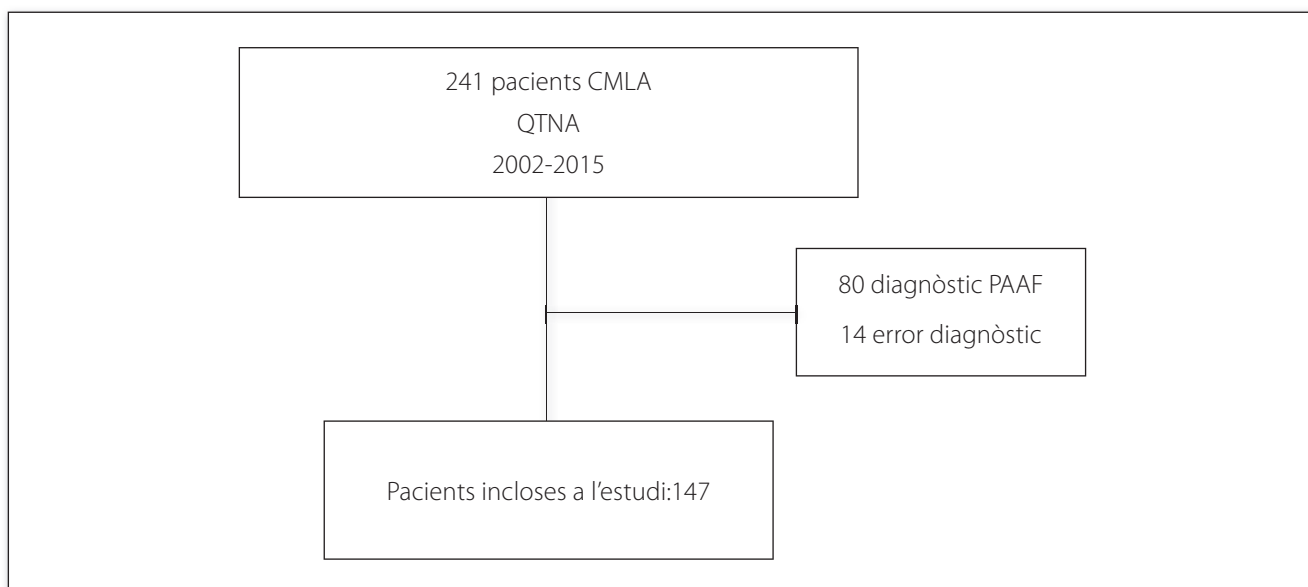 241 pacients CMLA
QTNA
2002-2015
80 diagnòstic PAAF
14 error diagnòstic
Pacients incloses a l’estudi:147